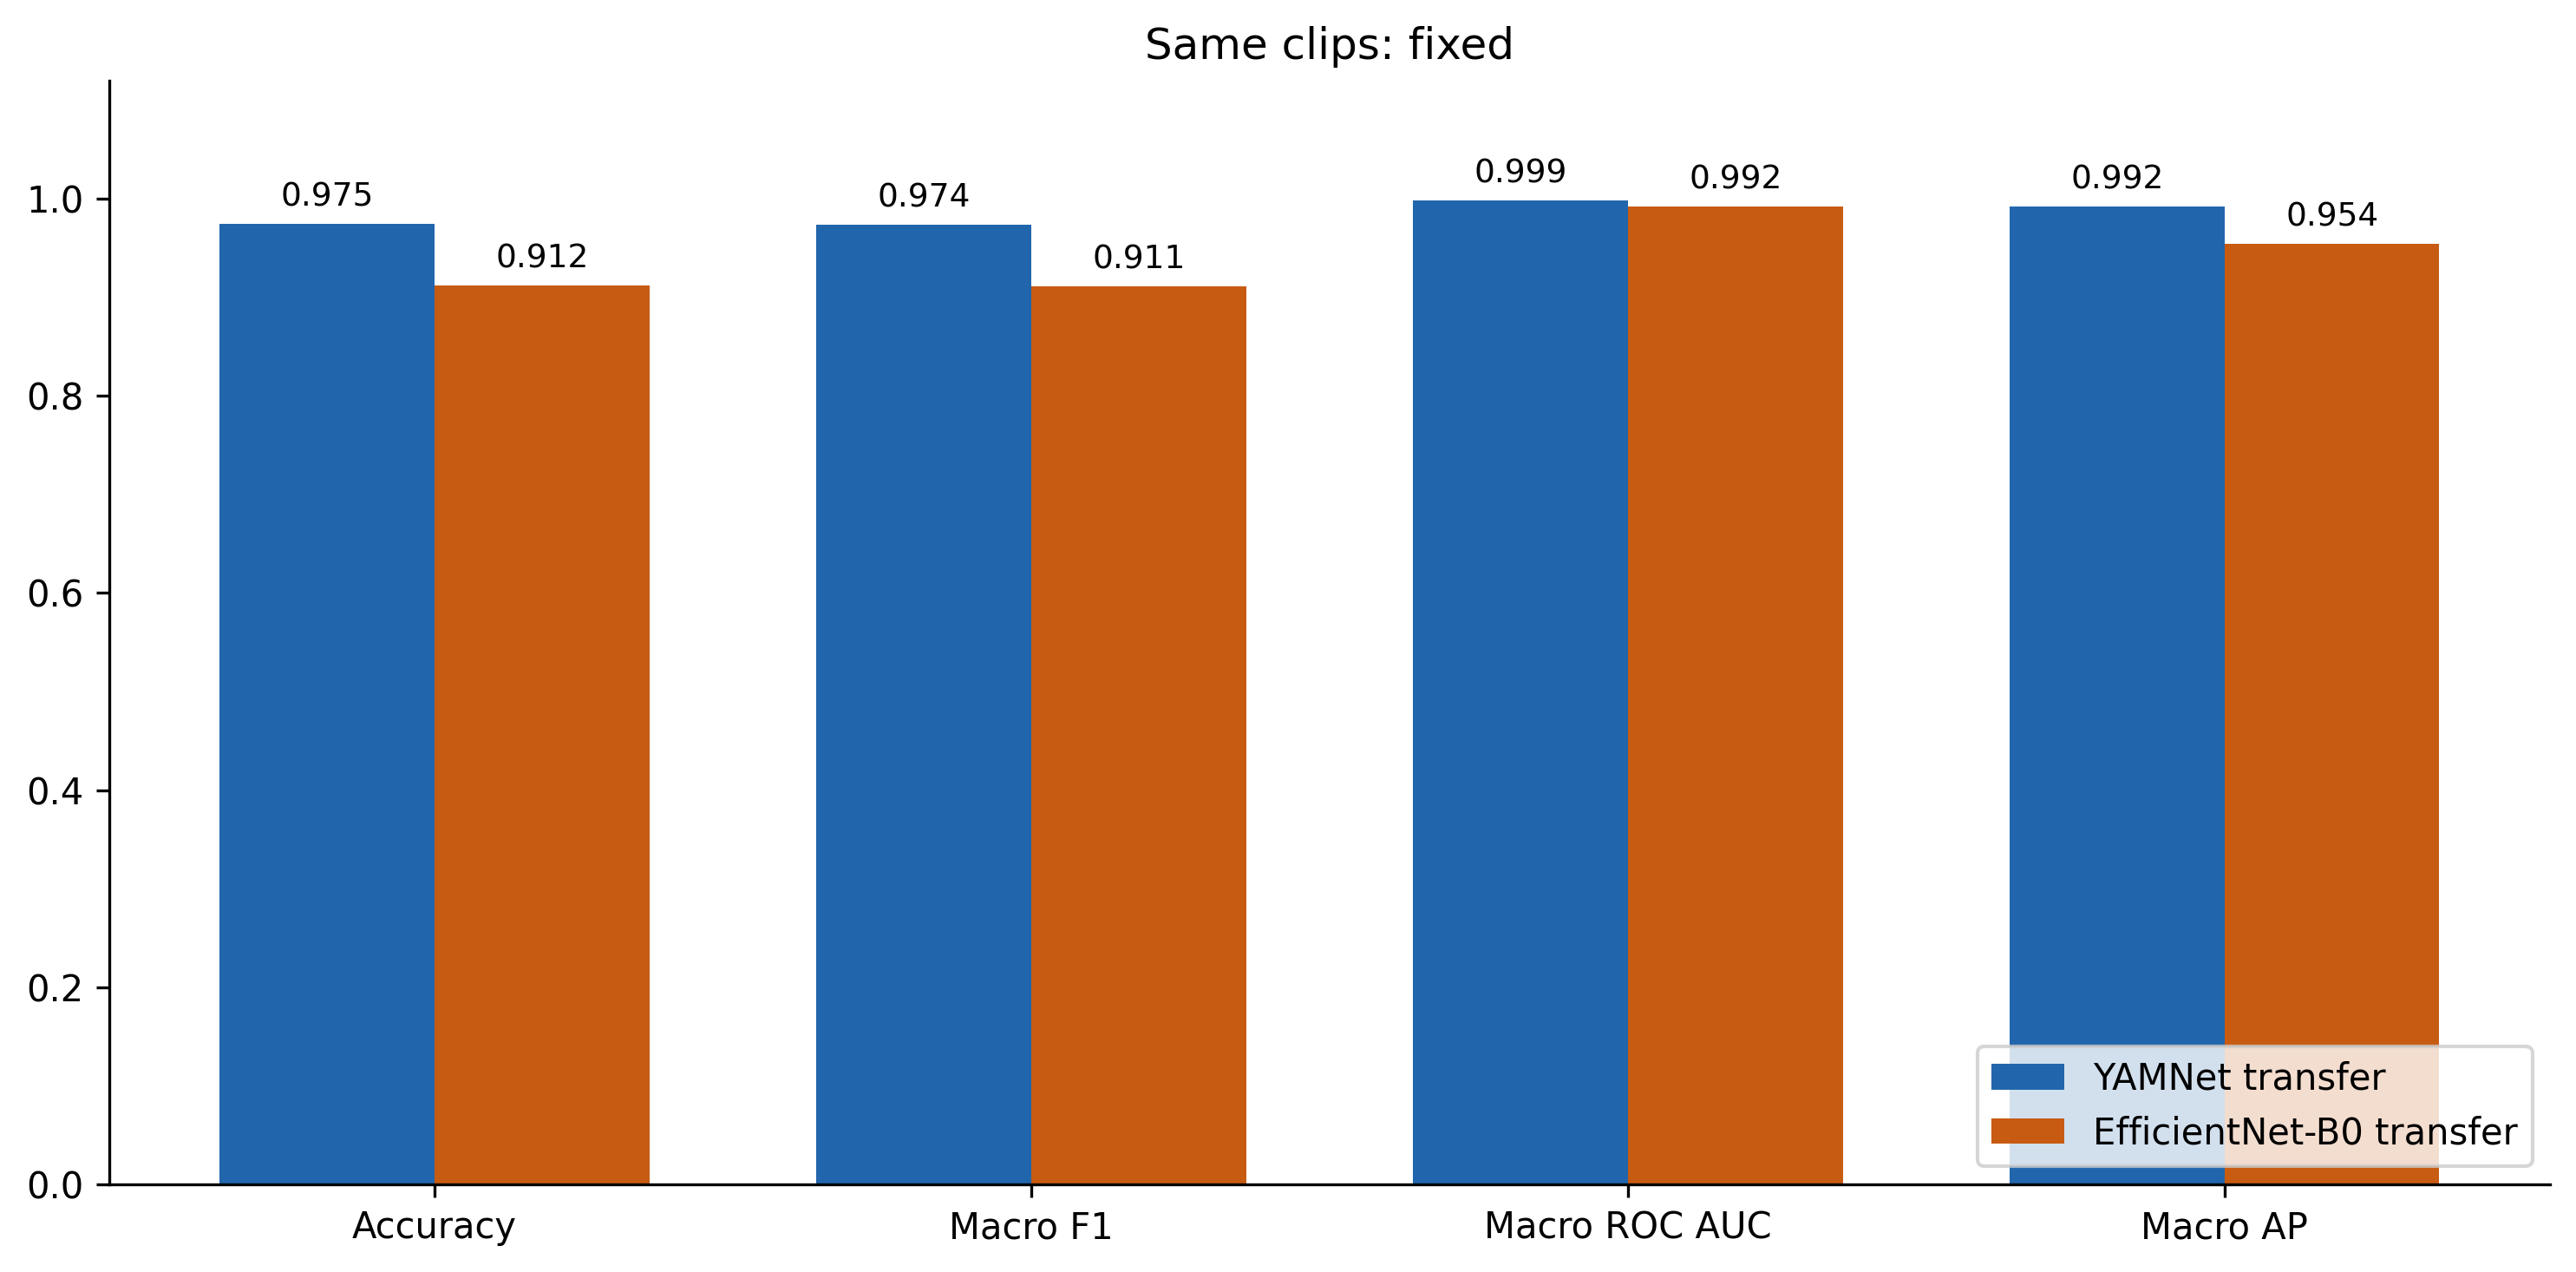 Same clips: fixed
0.975
0.912
0.974
0.911
0.999
0.992
0.992
0.954
1.0
0.8
0.6
0.4
0.2
0.0
YAMNet transfer
EfficientNet-B0 transfer
Accuracy
Macro F1
Macro ROC AUC
Macro AP